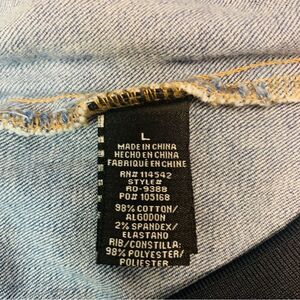 L
MADE IN CHINA
HECHO EN CHINA
FABRIQUÉ EN CHINE
RN# 114542
STYLE#
RO-9388
PO# 105168
98% COTTON/
ALGODON
2% SPANDEX/
ELASTANO
RIB/CONSTILLA:
98% POLYESTER/
POLIESTER